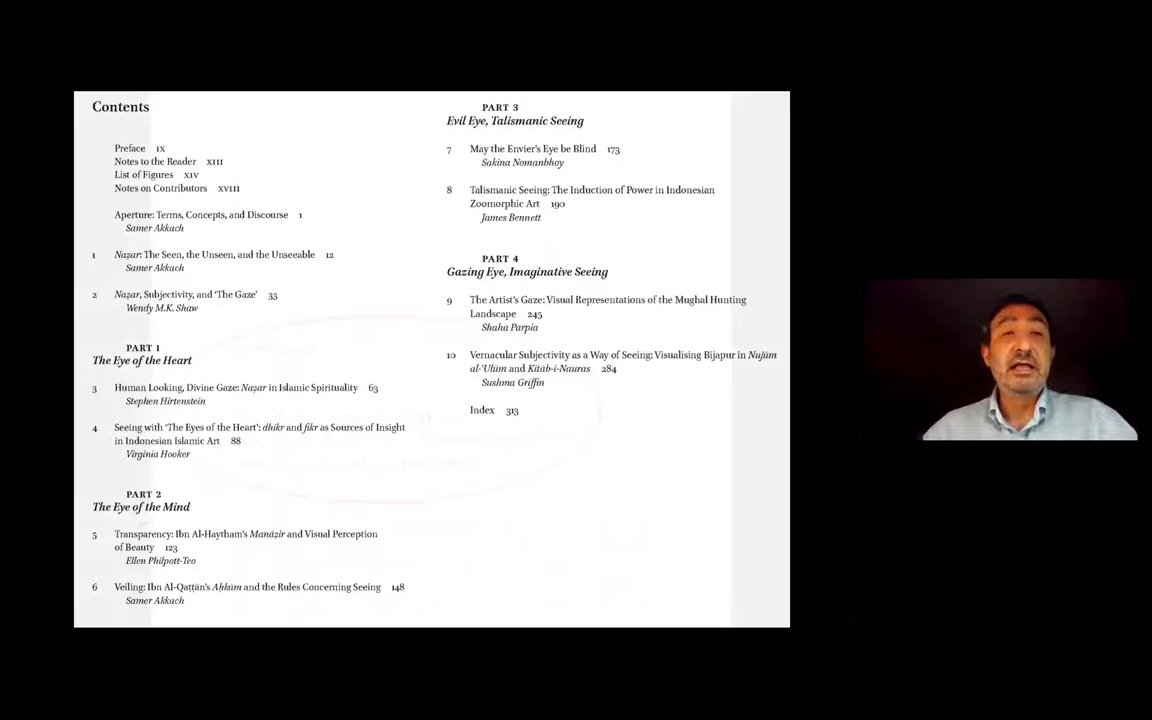 Contents
Preface IX
Notes to the Reader XIII
List of Figures XIV
Notes on Contributors XVIII
Aperture: Terms, Concepts, and Discourse 1
Samer Akkach
1 Naẓar: The Seen, the Unseen, and the Unseeable 12
Samer Akkach
2 Naẓar, Subjectivity, and ‘The Gaze’ 33
Wendy M.K. Shaw
PART 1
The Eye of the Heart
3 Human Looking, Divine Gaze: Naẓar in Islamic Spirituality 63
Stephen Hirtenstein
4 Seeing with ‘The Eyes of the Heart’: dhikr and fikr as Sources of Insight
in Indonesian Islamic Art 88
Virginia Hooker
PART 2
The Eye of the Mind
5 Transparency: Ibn Al-Haytham’s Manāẓir and Visual Perception
of Beauty 123
Ellen Philpott-Teo
6 Veiling: Ibn Al-Qaṭṭān’s Aḥkām and the Rules Concerning Seeing 148
Samer Akkach
PART 3
Evil Eye, Talismanic Seeing
7 May the Envier’s Eye be Blind 173
Sakina Nomanbhoy
8 Talismanic Seeing: The Induction of Power in Indonesian
Zoomorphic Art 190
James Bennett
PART 4
Gazing Eye, Imaginative Seeing
9 The Artist’s Gaze: Visual Representations of the Mughal Hunting
Landscape 245
Shaha Parpia
10 Vernacular Subjectivity as a Way of Seeing: Visualising Bijapur in Nujūm
al-ʿUlūm and Kitāb-i-Nauras 284
Sushma Griffin
Index 313